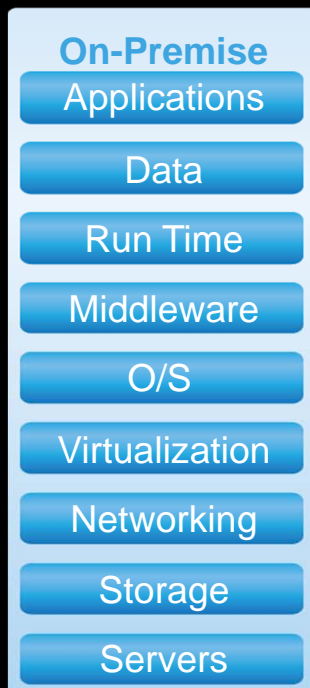 On-Premise
Applications
Data
Run Time
Middleware
O/S
Virtualization
Networking
Storage
Servers